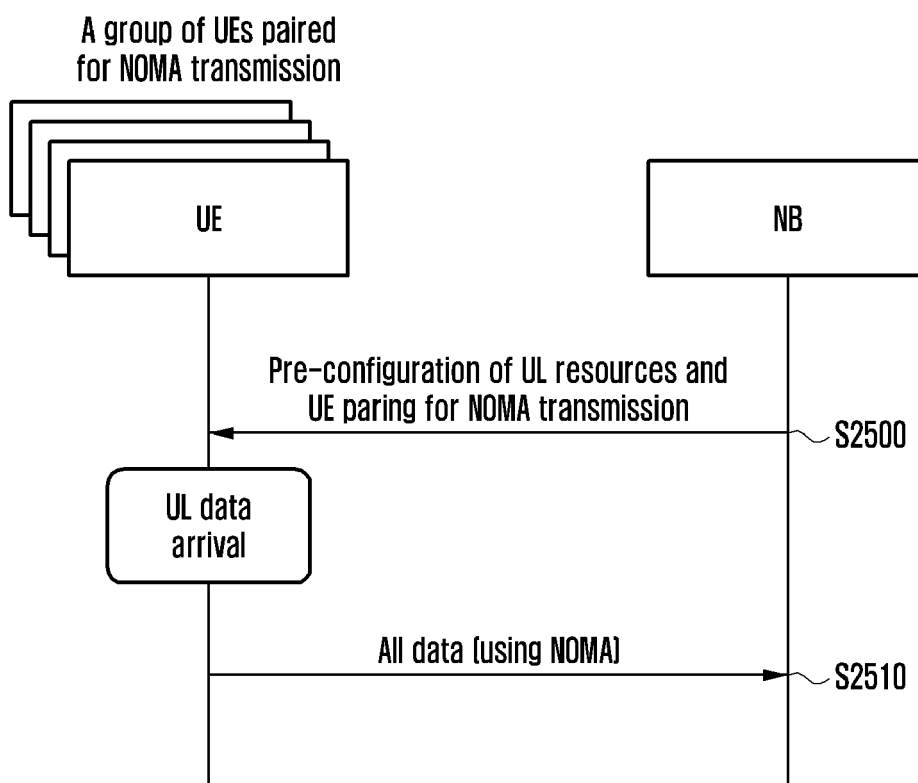 A group of UEs paired
for NOMA transmission
UE
NB
Pre-configuration of UL resources and
UE paring for NOMA transmission
S2500
UL data
arrival
All data (using NOMA)
S2510